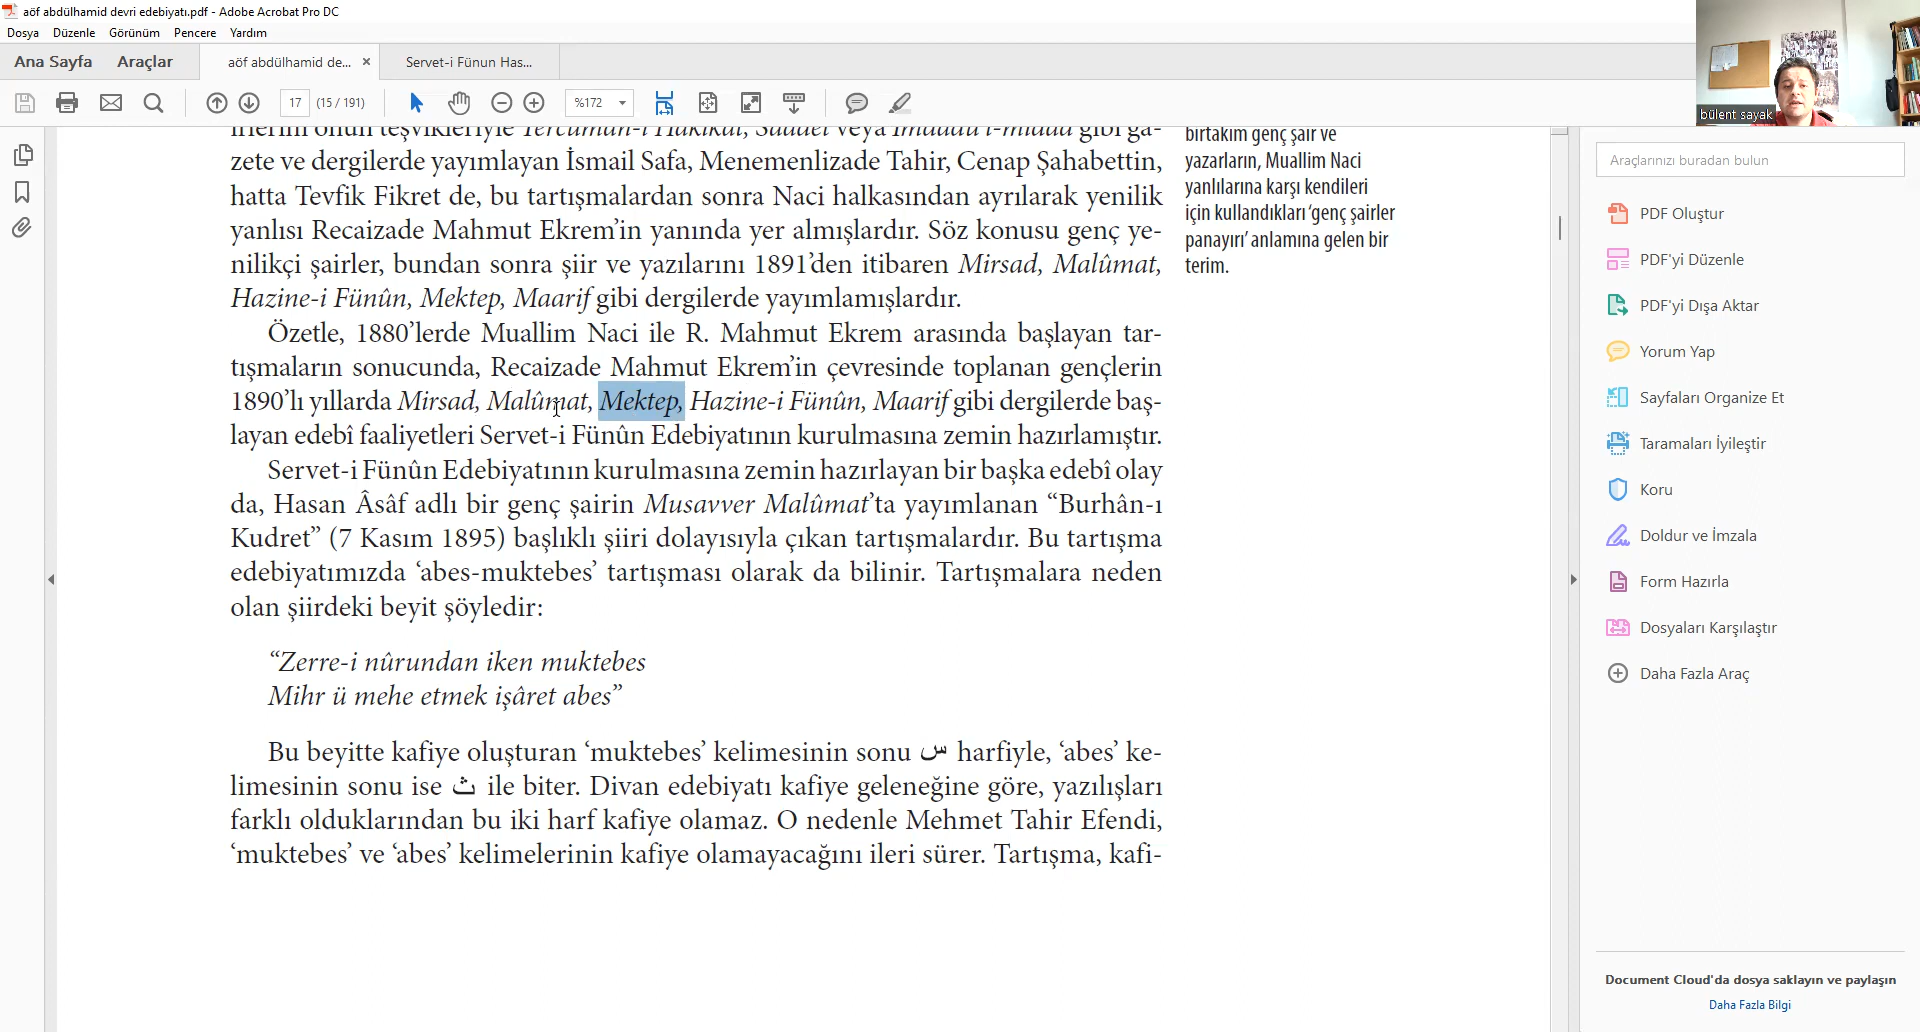 aöf abdülhamid devri edebiyatı.pdf - Adobe Acrobat Pro DC
Dosya Düzenle Görünüm Pencere Yardım
Ana Sayfa Araçlar aöf abdülhamid de... × Servet-i Fünun Has...
17 (15 / 191) %172
bülent sayak
zete ve dergilerde yayımlayan İsmail Safa, Menemenlizade Tahir, Cenap Şahabettin,
hatta Tevfik Fikret de, bu tartışmalardan sonra Naci halkasından ayrılarak yenilik
yanlısı Recaizade Mahmut Ekrem’in yanında yer almışlardır. Söz konusu genç ye-
nilikçi şairler, bundan sonra şiir ve yazılarını 1891’den itibaren Mirsad, Malûmat,
Hazine-i Fünûn, Mektep, Maarif gibi dergilerde yayımlamışlardır.
Özetle, 1880’lerde Muallim Naci ile R. Mahmut Ekrem arasında başlayan tar-
tışmaların sonucunda, Recaizade Mahmut Ekrem’in çevresinde toplanan gençlerin
1890’lı yıllarda Mirsad, Malûmat, Mektep, Hazine-i Fünûn, Maarif gibi dergilerde baş-
layan edebî faaliyetleri Servet-i Fünûn Edebiyatının kurulmasına zemin hazırlamıştır.
Servet-i Fünûn Edebiyatının kurulmasına zemin hazırlayan bir başka edebî olay
da, Hasan Âsâf adlı bir genç şairin Musavver Malûmat’ta yayımlanan “Burhân-ı
Kudret” (7 Kasım 1895) başlıklı şiiri dolayısıyla çıkan tartışmalardır. Bu tartışma
edebiyatımızda ‘abes-muktebes’ tartışması olarak da bilinir. Tartışmalara neden
olan şiirdeki beyit şöyledir:
“Zerre-i nûrundan iken muktebes
Mihr ü mehe etmek işâret abes”
Bu beyitte kafiye oluşturan ‘muktebes’ kelimesinin sonu س harfiyle, ‘abes’ ke-
limesinin sonu ise ث ile biter. Divan edebiyatı kafiye geleneğine göre, yazılışları
farklı olduklarından bu iki harf kafiye olamaz. O nedenle Mehmet Tahir Efendi,
‘muktebes’ ve ‘abes’ kelimelerinin kafiye olamayacağını ileri sürer. Tartışma, kafi-
birtakım genç şair ve
yazarların, Muallim Naci
yanlılarına karşı kendileri
için kullandıkları ‘genç şairler
panayırı’ anlamına gelen bir
terim.
Araçlarınızı buradan bulun
PDF Oluştur
PDF'yi Düzenle
PDF'yi Dışa Aktar
Yorum Yap
Sayfaları Organize Et
Taramaları İyileştir
Koru
Doldur ve İmzala
Form Hazırla
Dosyaları Karşılaştır
Daha Fazla Araç
Document Cloud'da dosya saklayın ve paylaşın
Daha Fazla Bilgi